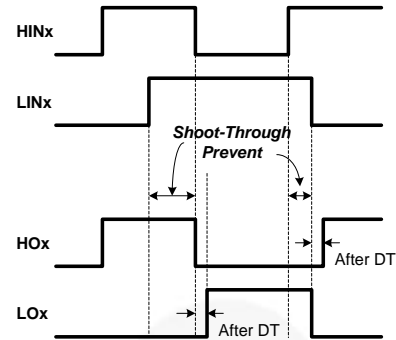 HINx
LINx
Shoot-Through
Prevent
HOx
After DT
LOx
After DT